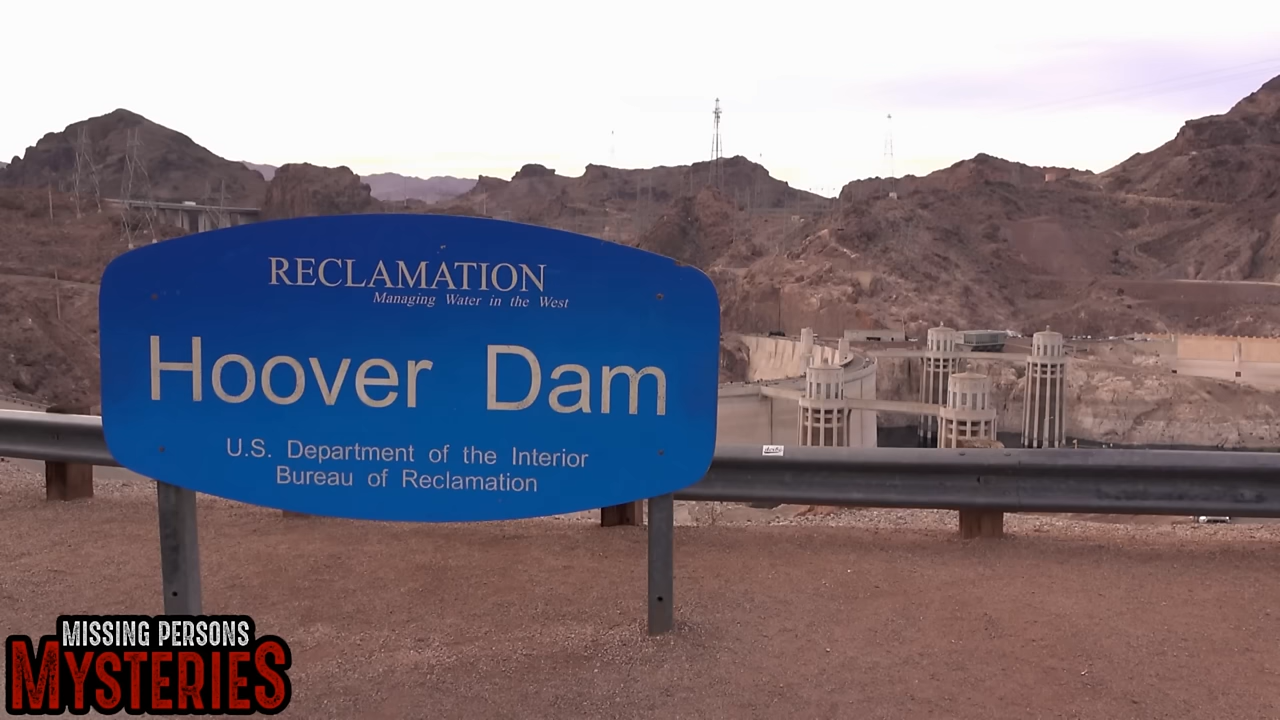 RECLAMATION
Managing Water in the West
Hoover Dam
U.S. Department of the Interior
Bureau of Reclamation
MISSING PERSONS
MYSTERIES